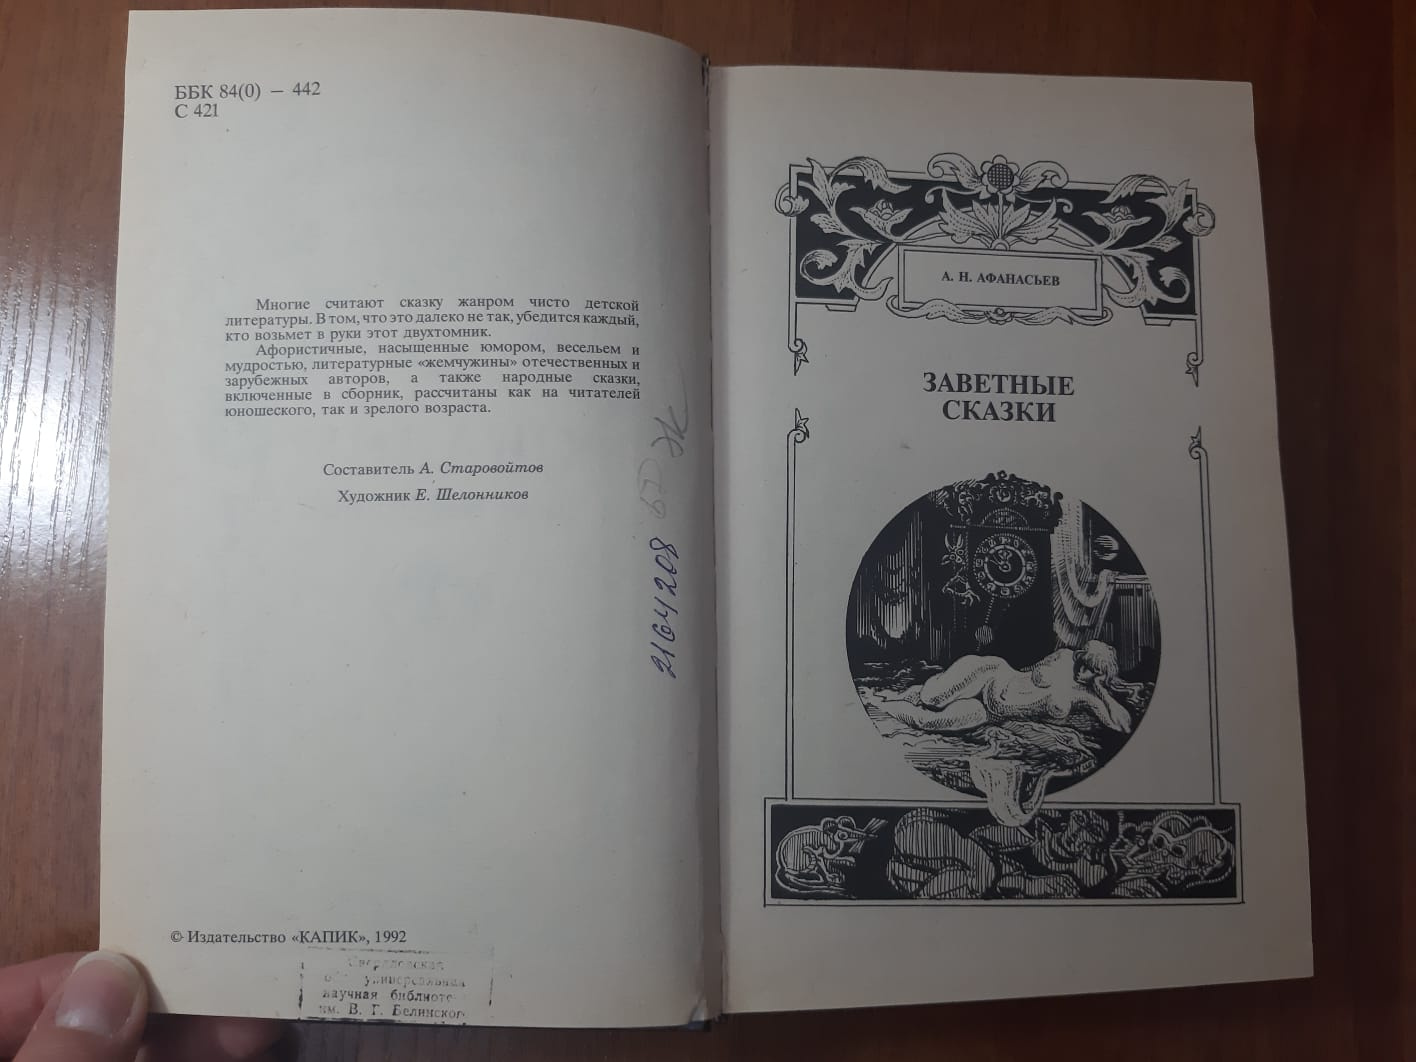 ББК 84(0) — 442
С 421
Многие считают сказку жанром чисто детской
литературы. В том, что это далеко не так, убедится каждый,
кто возьмет в руки этот двухтомник.
Афористичные, насыщенные юмором, весельем и
мудростью, литературные «жемчужины» отечественных и
зарубежных авторов, а также народные сказки,
включенные в сборник, рассчитаны как на читателей
юношеского, так и зрелого возраста.
Составитель А. Старовойтов
Художник Е. Шелонников
2164208
© Издательство «КАПИК», 1992
Свердловская
универсальная
научная библиоте
им. В. Г. Белинског
А. Н. АФАНАСЬЕВ
ЗАВЕТНЫЕ
СКАЗКИ